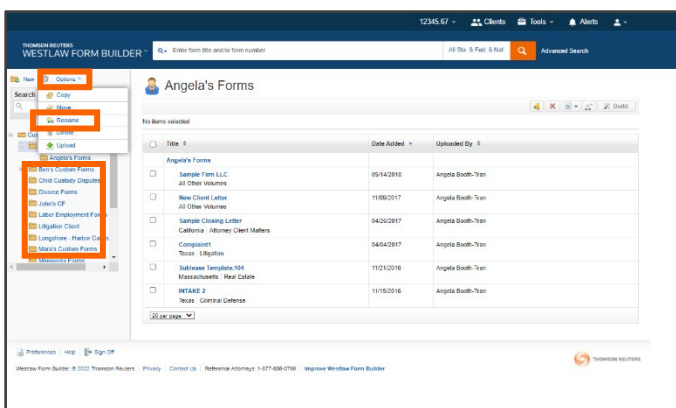 12345.67 Clients Tools Alerts
THOMSON REUTERS
WESTLAW FORM BUILDER™ Enter form title and/or form number All Sta. & Fed. & Nat Advanced Search
New Options
Search
Copy
Move
Rename
Delete
Upload
Cus
Angela's Forms
Ben's Custom Forms
Child Custody Disputes
Divorce Forms
John's CF
Labor Employment Forms
Litigation Client
Longshore - Harbor Cases
Marx's Custom Forms
Minnesota Forms
Angela's Forms
Build
No items selected
Title Date Added Uploaded By
Angela's Forms
Sample Firm LLC 05/14/2018 Angela Booth-Tran
All Other Volumes
New Client Letter 11/09/2017 Angela Booth-Tran
All Other Volumes
Sample Closing Letter 04/26/2017 Angela Booth-Tran
California | Attorney Client Matters
Complaint1 04/04/2017 Angela Booth-Tran
Texas | Litigation
Sublease Template.104 11/21/2016 Angela Booth-Tran
Massachusetts | Real Estate
INTAKE 2 11/15/2016 Angela Booth-Tran
Texas | Criminal Defense
20 per page
Preferences | Help | Sign Off
THOMSON REUTERS
Westlaw Form Builder. © 2022 Thomson Reuters | Privacy | Contact Us | Reference Attorneys: 1-877-888-0798 | Improve Westlaw Form Builder